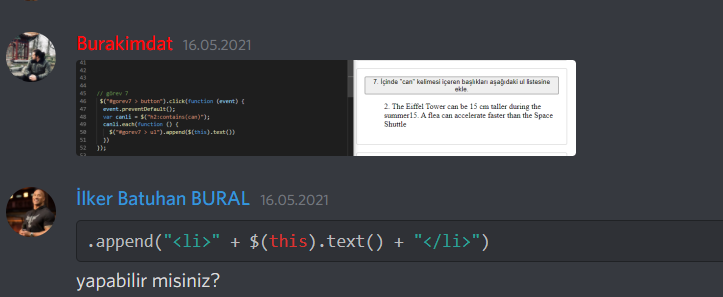 Burakimdat 16.05.2021
41
42
43
44
45 // görev 7
46 $("#gorev7 > button").click(function (event) {
47 event.preventDefault();
48 var canli = $("h2:contains(can)");
49 canli.each(function () {
50 $("#gorev7 > ul").append($(this).text())
51 })
52 });
53
7. İçinde "can" kelimesi içeren başlıkları aşağıdaki ul listesine
ekle.
2. The Eiffel Tower can be 15 cm taller during the
summer15. A flea can accelerate faster than the Space
Shuttle
İlker Batuhan BURAL 16.05.2021
.append("<li>" + $(this).text() + "</li>")
yapabilir misiniz?